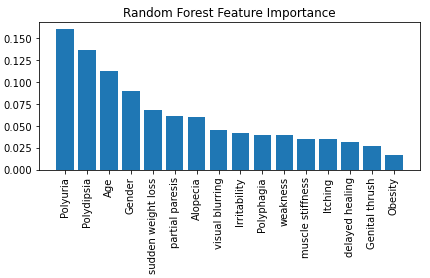 Random Forest Feature Importance
0.150
0.125
0.100
0.075
0.050
0.025
0.000
Polyuria
Polydipsia
Age
Gender
sudden weight loss
partial paresis
Alopecia
visual blurring
Irritability
Polyphagia
weakness
muscle stiffness
Itching
delayed healing
Genital thrush
Obesity